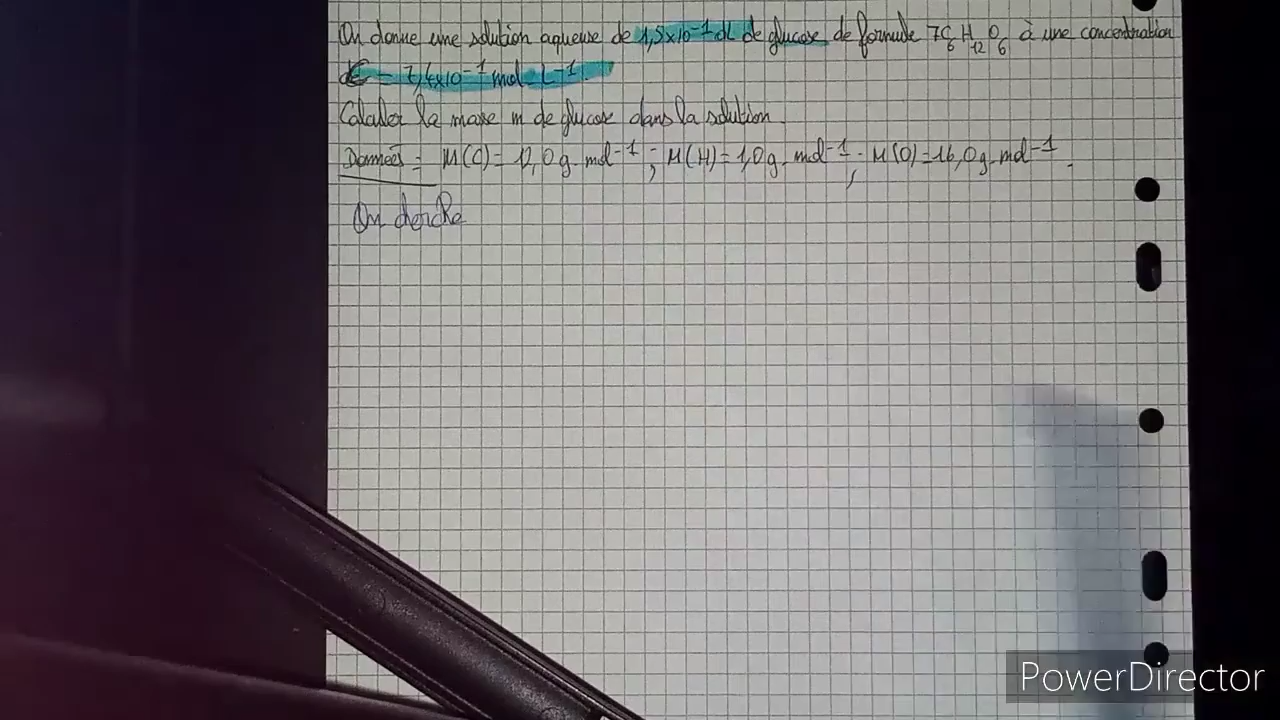 On donne une solution aqueuse de 1,5x10⁻¹ dL de glucose de formule 7C₆H₁₂O₆ à une concentration
C = 7,4x10⁻¹ mol . L⁻¹.
Calculer la masse m de glucose dans la solution.
Données : M(C) = 12,0 g . mol⁻¹ ; M(H) = 1,0 g . mol⁻¹ ; M(O) = 16,0 g . mol⁻¹.
On cherche
PowerDirector